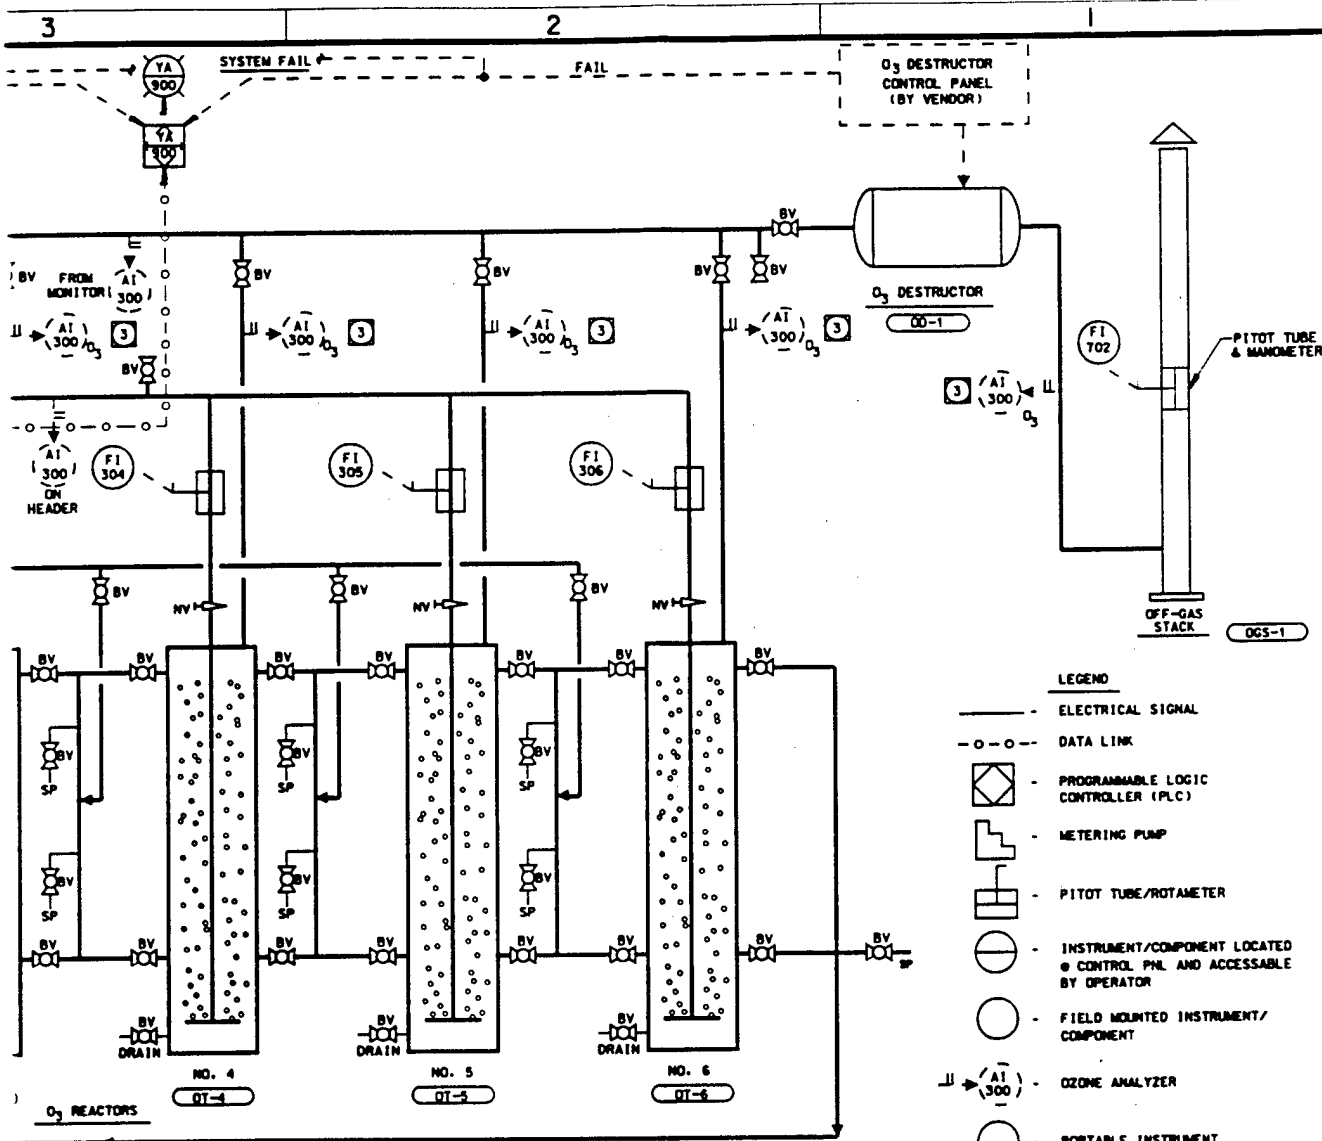 3
2
1
YA
900
SYSTEM FAIL
FAIL
O3 DESTRUCTOR
CONTROL PANEL
(BY VENDOR)
YA
900
BV
BV
FROM
MONITOR
AI
300
BV
BV
BV
BV
O3 DESTRUCTOR
OD-1
AI
300
O3
3
AI
300
O3
3
AI
300
O3
3
AI
300
O3
3
FI
702
PITOT TUBE
& MANOMETER
BV
3
AI
300
O3
AI
300
ON
HEADER
FI
304
FI
305
FI
306
BV
BV
BV
NV
NV
NV
OFF-GAS
STACK
OGS-1
BV
BV
BV
BV
BV
BV
BV
BV
SP
BV
SP
BV
SP
BV
SP
BV
SP
BV
SP
BV
BV
BV
BV
BV
BV
BV
BV
SP
BV
DRAIN
BV
DRAIN
BV
DRAIN
NO. 4
OT-4
NO. 5
OT-5
NO. 6
OT-6
O3 REACTORS
LEGEND
- ELECTRICAL SIGNAL
- DATA LINK
- PROGRAMMABLE LOGIC
CONTROLLER (PLC)
- METERING PUMP
- PITOT TUBE/ROTAMETER
- INSTRUMENT/COMPONENT LOCATED
@ CONTROL PNL AND ACCESSABLE
BY OPERATOR
- FIELD MOUNTED INSTRUMENT/
COMPONENT
AI
300
- OZONE ANALYZER
- PORTABLE INSTRUMENT